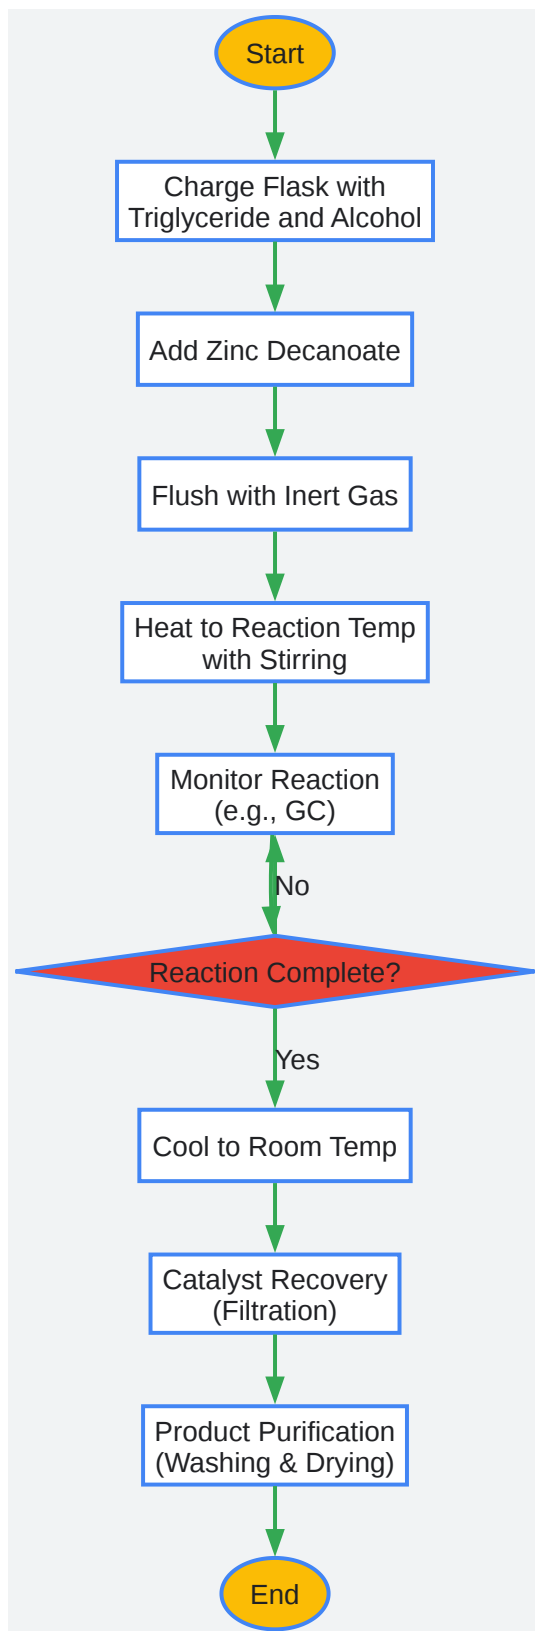 Start
Charge Flask with
Triglyceride and Alcohol
Add Zinc Decanoate
Flush with Inert Gas
Heat to Reaction Temp
with Stirring
Monitor Reaction
(e.g., GC)
No
Reaction Complete?
Yes
Cool to Room Temp
Catalyst Recovery
(Filtration)
Product Purification
(Washing & Drying)
End